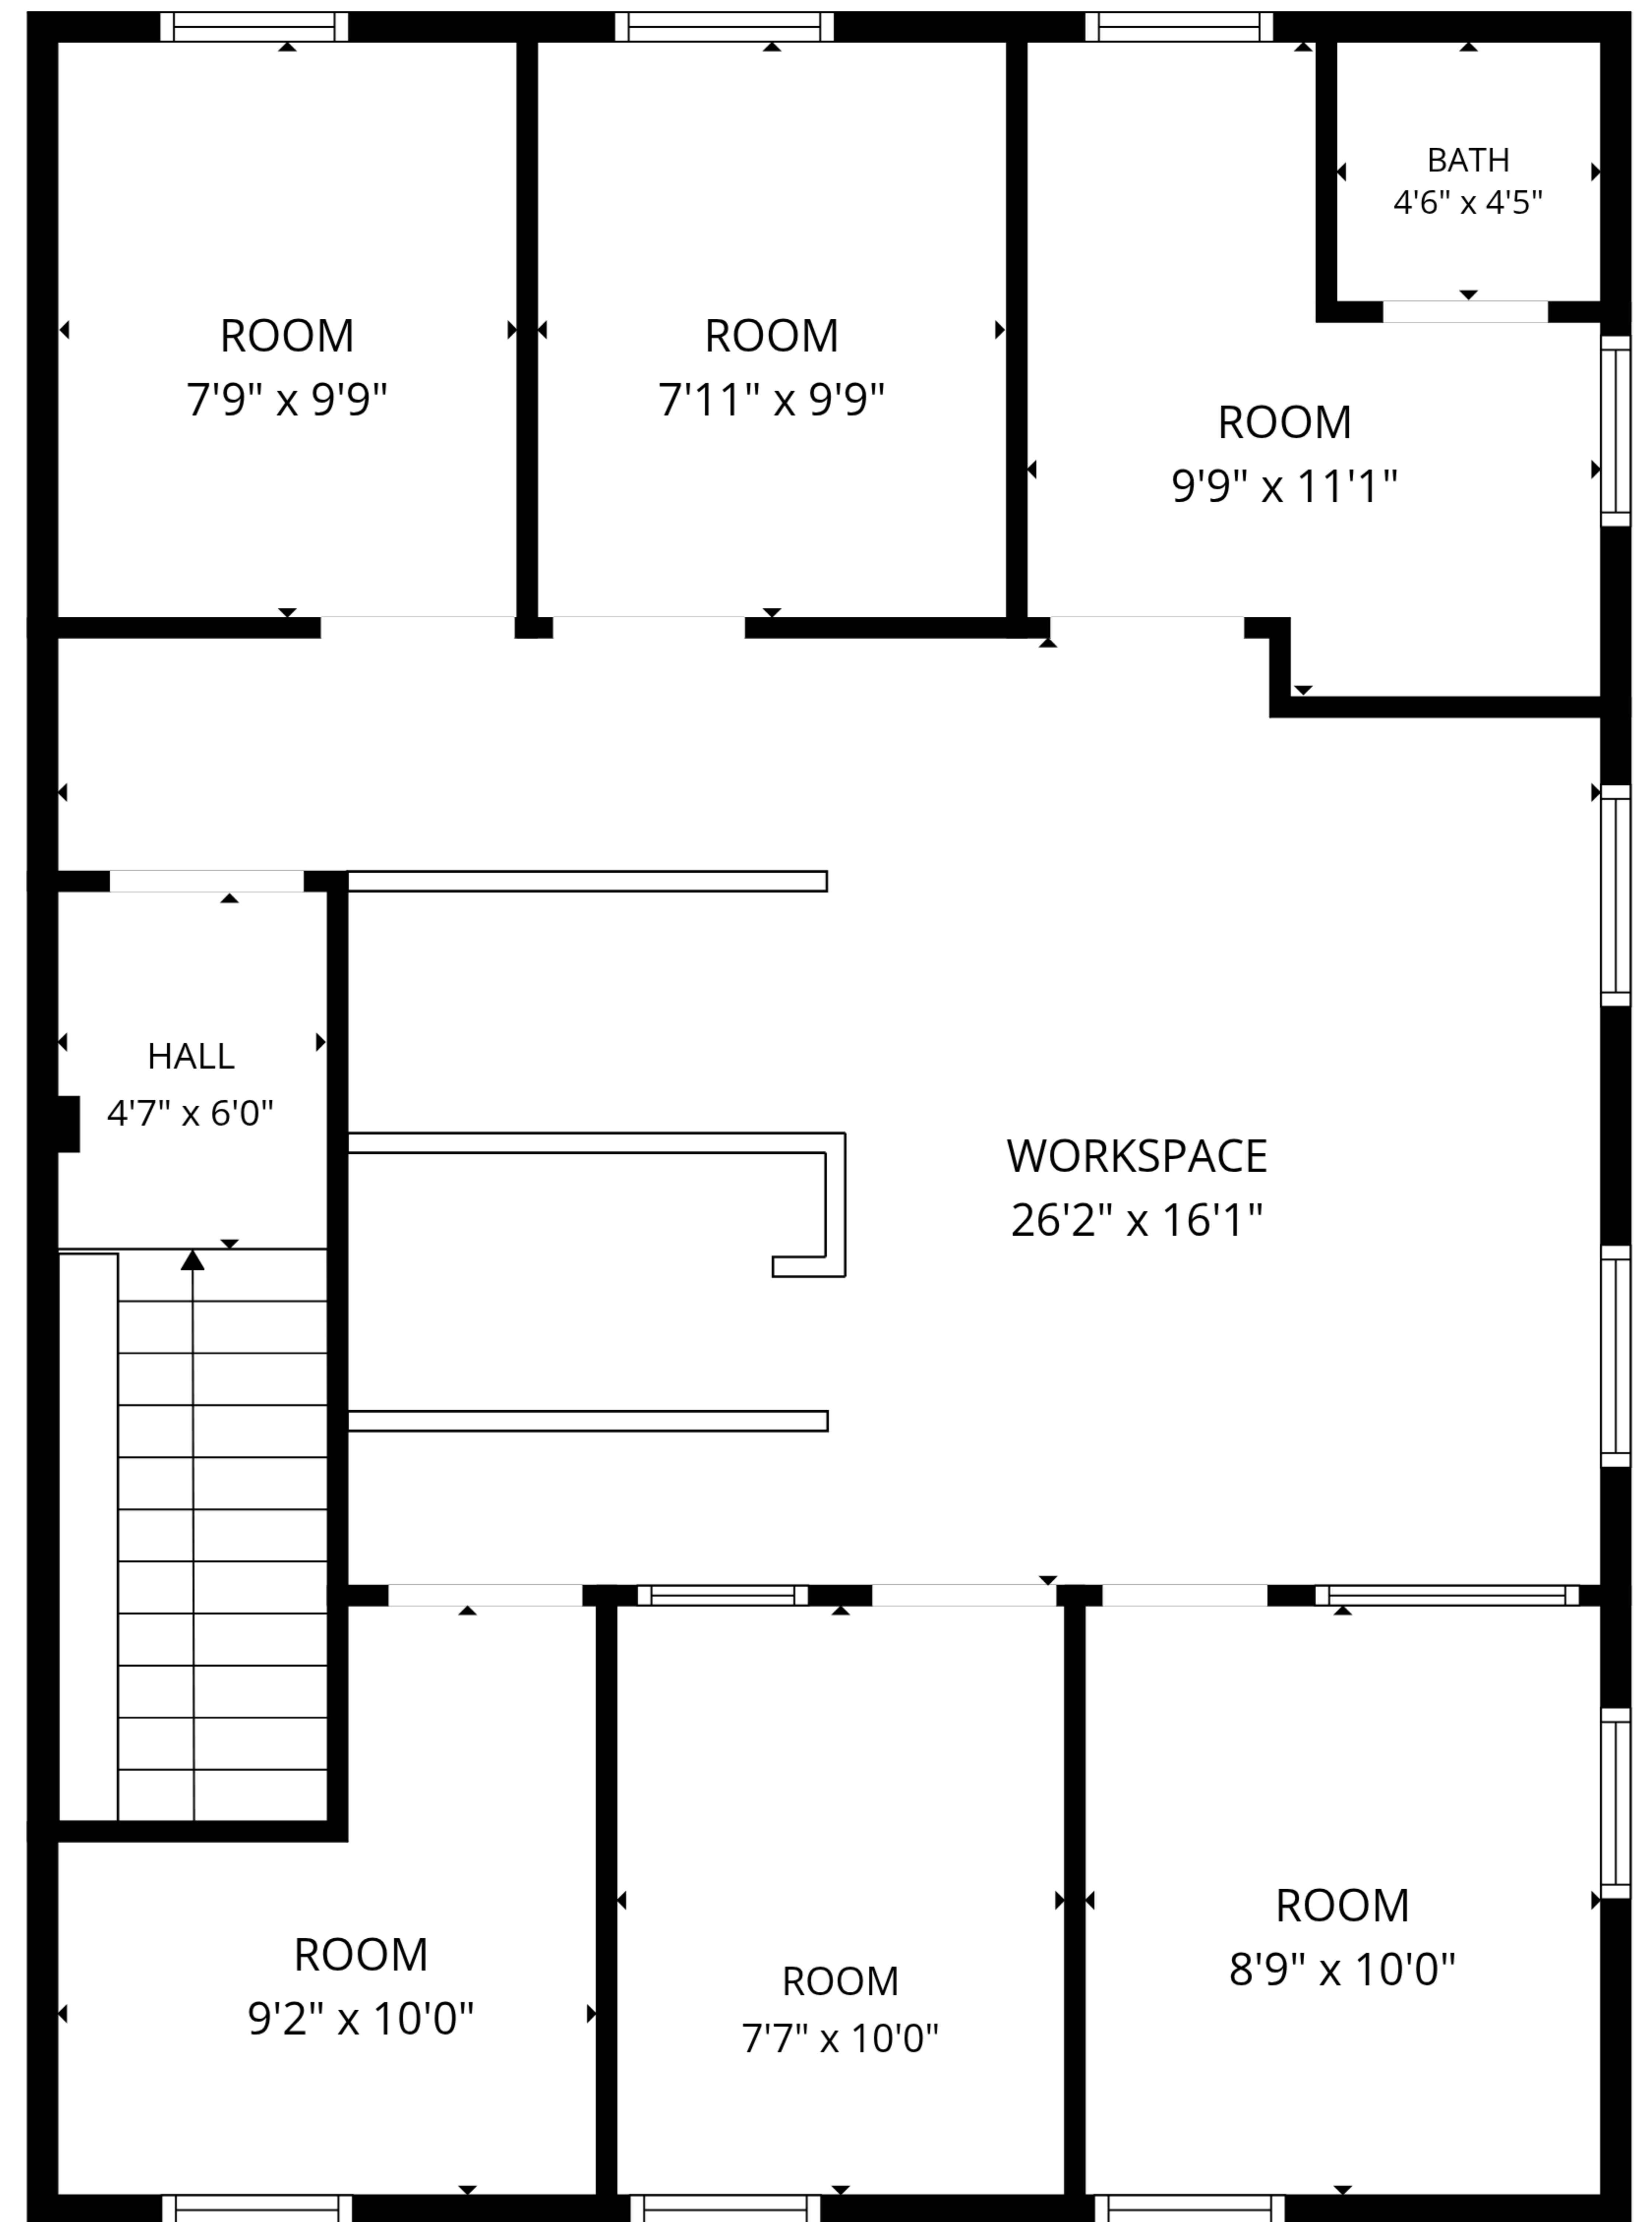 BATH
4'6" x 4'5"
ROOM
7'9" x 9'9"
ROOM
7'11" x 9'9"
ROOM
9'9" x 11'1"
HALL
4'7" x 6'0"
WORKSPACE
26'2" x 16'1"
ROOM
9'2" x 10'0"
ROOM
7'7" x 10'0"
ROOM
8'9" x 10'0"